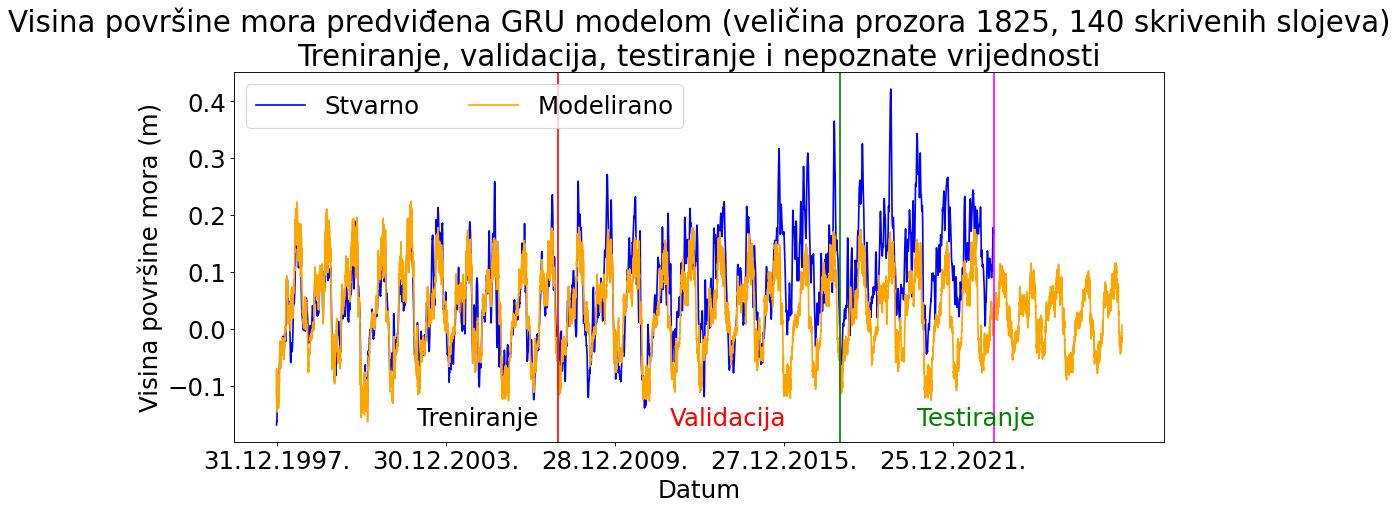 Visina površine mora predviđena GRU modelom (veličina prozora 1825, 140 skrivenih slojeva)
Treniranje, validacija, testiranje i nepoznate vrijednosti
Stvarno
Modelirano
Visina površine mora (m)
0.4
0.3
0.2
0.1
0.0
−0.1
Treniranje
Validacija
Testiranje
31.12.1997.
30.12.2003.
28.12.2009.
27.12.2015.
25.12.2021.
Datum